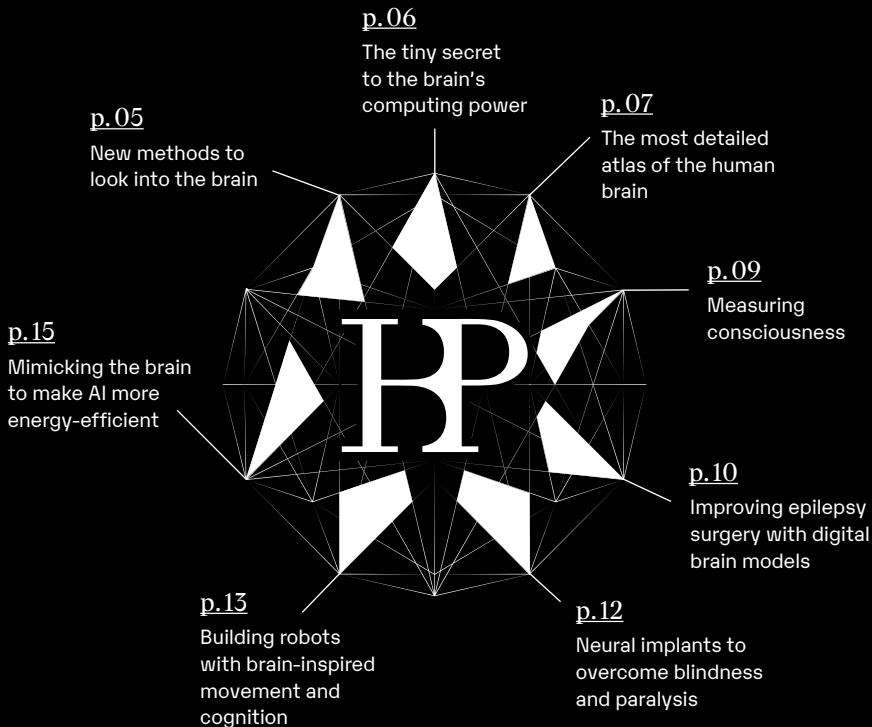 p.06
The tiny secret
to the brain's
computing power
p.07
The most detailed
atlas of the human
brain
p.05
New methods to
look into the brain
p.09
Measuring
consciousness
p.15
Mimicking the brain
to make AI more
energy-efficient
HBP
p.10
Improving epilepsy
surgery with digital
brain models
p.13
Building robots
with brain-inspired
movement and
cognition
p.12
Neural implants to
overcome blindness
and paralysis